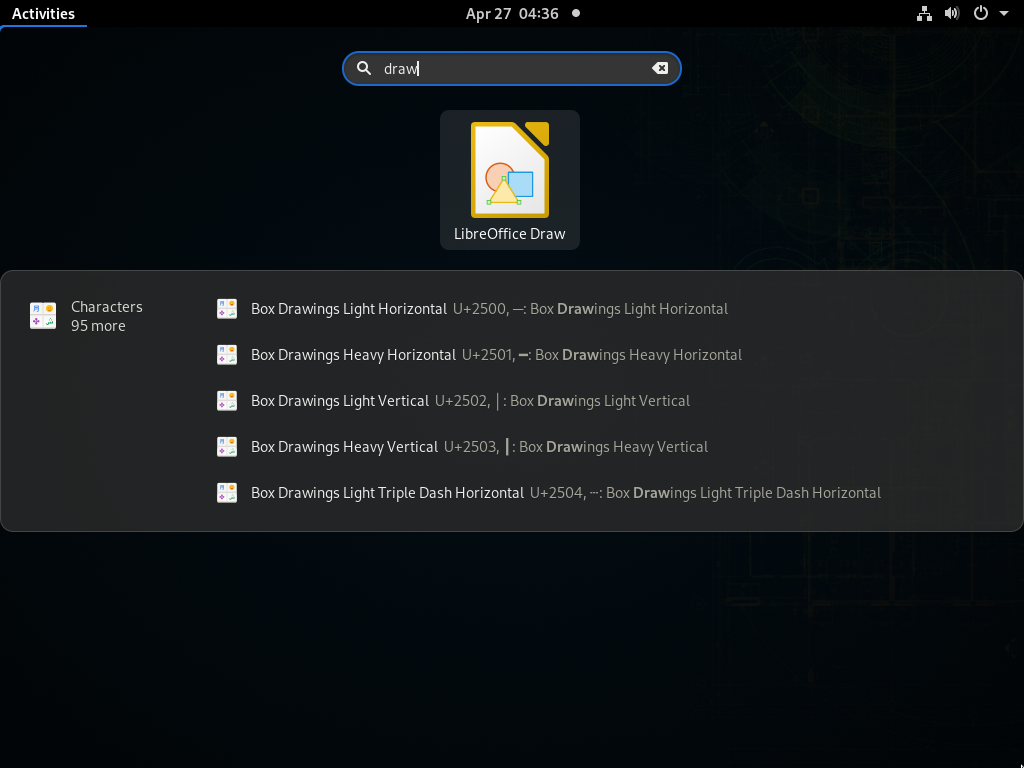 Activities
Apr 27 04:36
draw
LibreOffice Draw
Characters
95 more
Box Drawings Light Horizontal U+2500, ─: Box Drawings Light Horizontal
Box Drawings Heavy Horizontal U+2501, ━: Box Drawings Heavy Horizontal
Box Drawings Light Vertical U+2502, │: Box Drawings Light Vertical
Box Drawings Heavy Vertical U+2503, ┃: Box Drawings Heavy Vertical
Box Drawings Light Triple Dash Horizontal U+2504, ┄: Box Drawings Light Triple Dash Horizontal